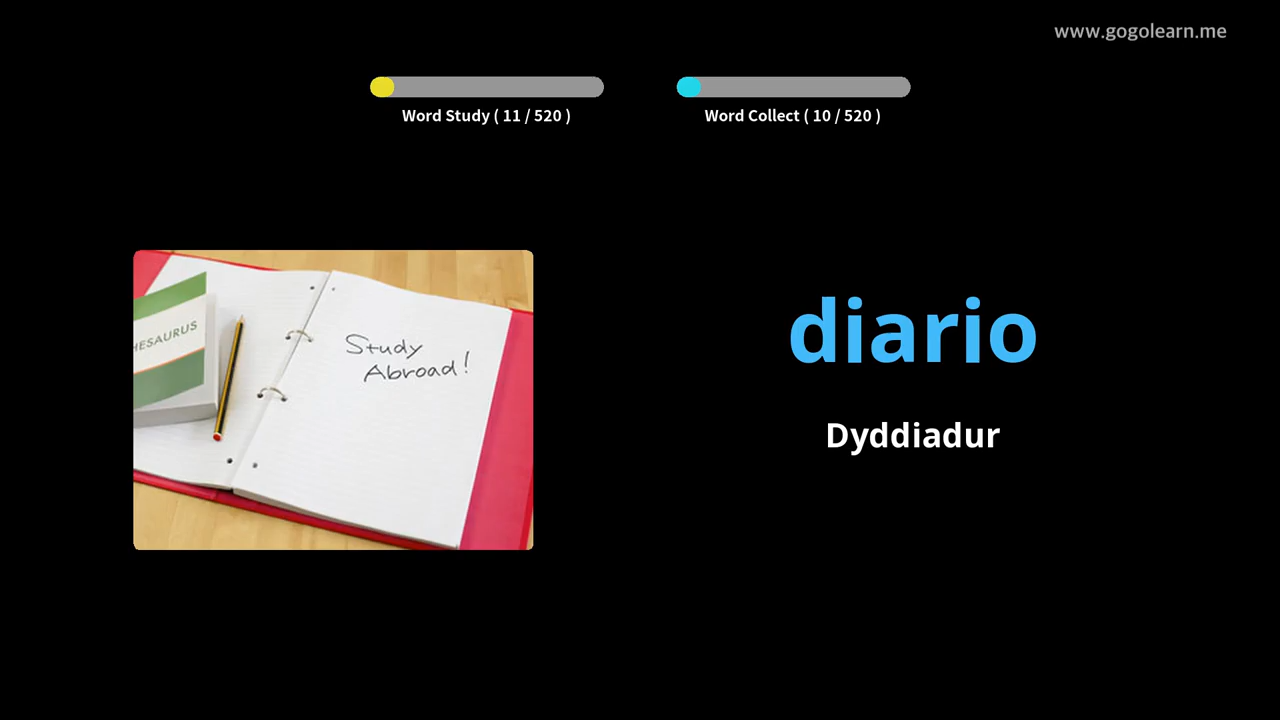 www.gogolearn.me
Word Study ( 11 / 520 )
Word Collect ( 10 / 520 )
HESAURUS
Study
Abroad!
diario
Dyddiadur